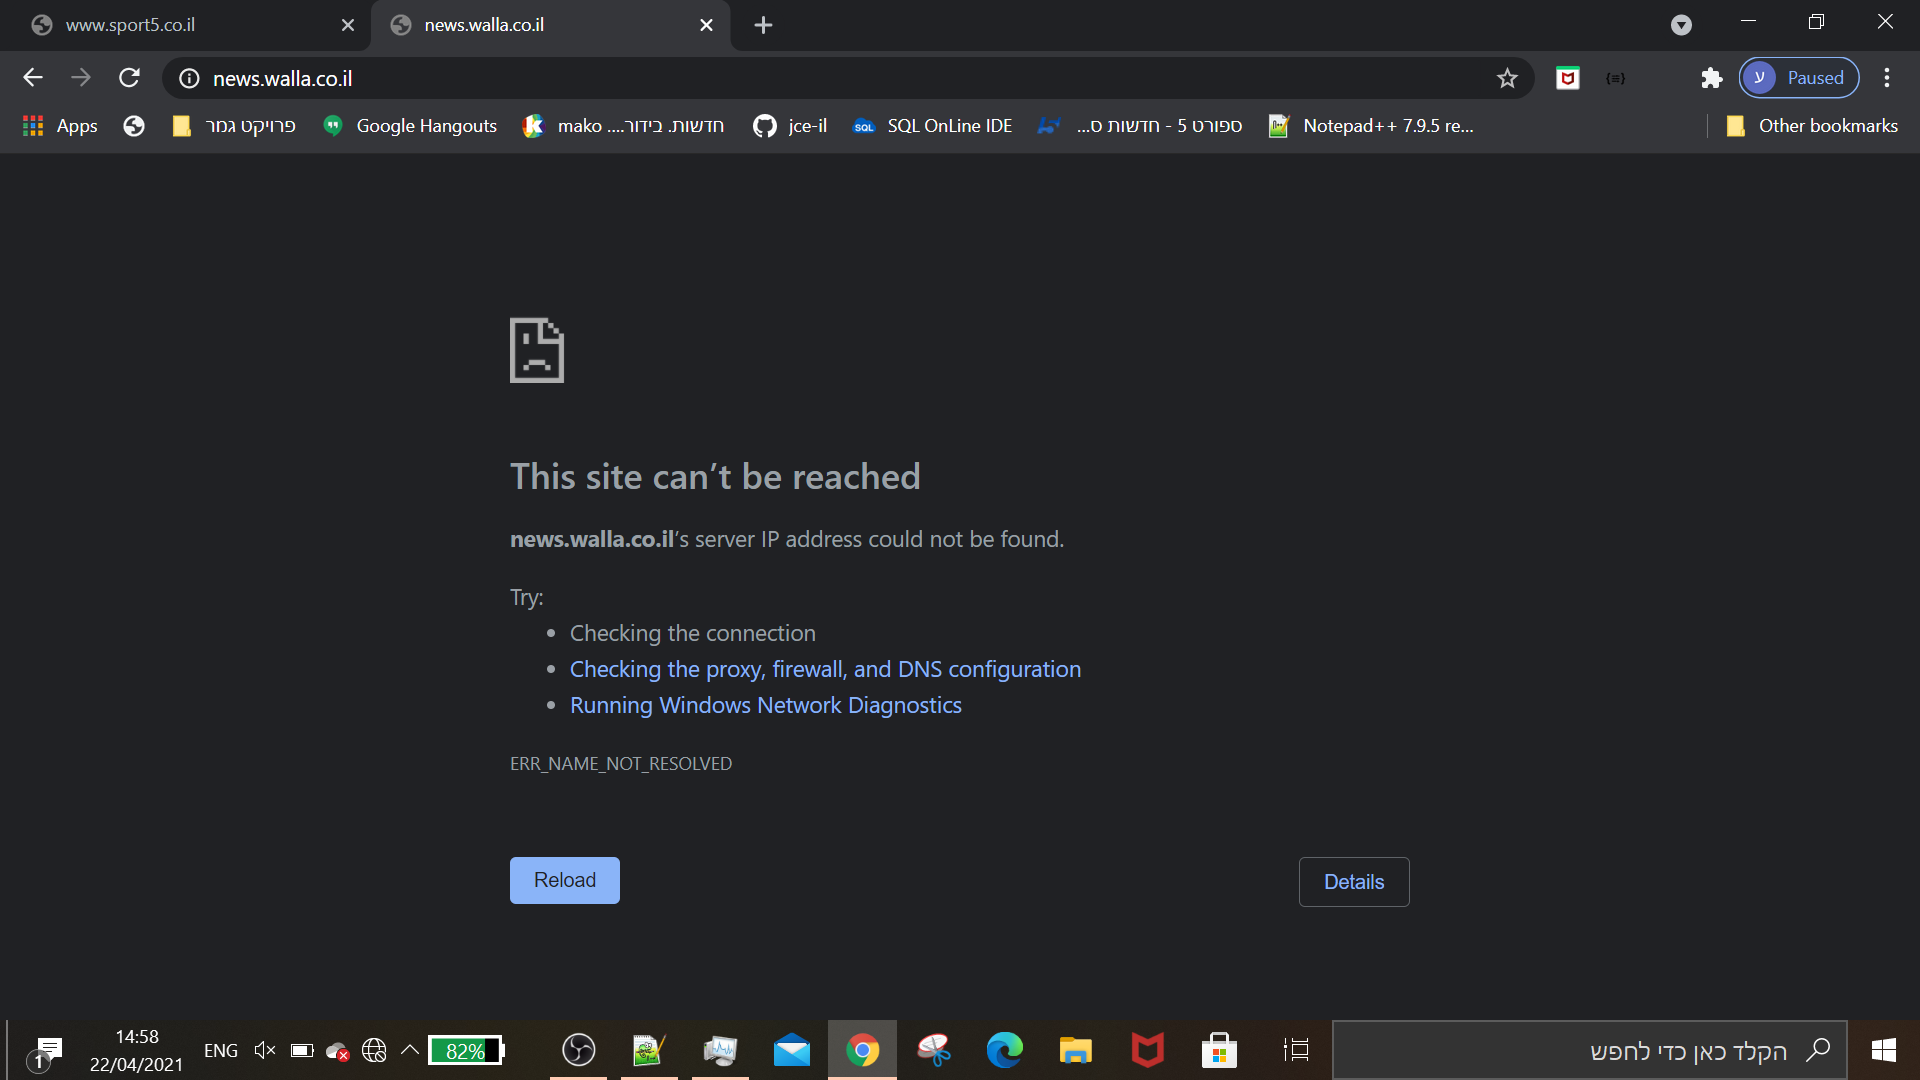 www.sport5.co.il
news.walla.co.il
news.walla.co.il
ע Paused
Apps
פרויקט גמר
Google Hangouts
mako ....חדשות. בידור
jce-il
SQL OnLine IDE
ספורט 5 - חדשות ס...
Notepad++ 7.9.5 re...
Other bookmarks
This site can’t be reached
news.walla.co.il’s server IP address could not be found.
Try:
• Checking the connection
• Checking the proxy, firewall, and DNS configuration
• Running Windows Network Diagnostics
ERR_NAME_NOT_RESOLVED
Reload
Details
1
14:58
22/04/2021
ENG
82%
הקלד כאן כדי לחפש